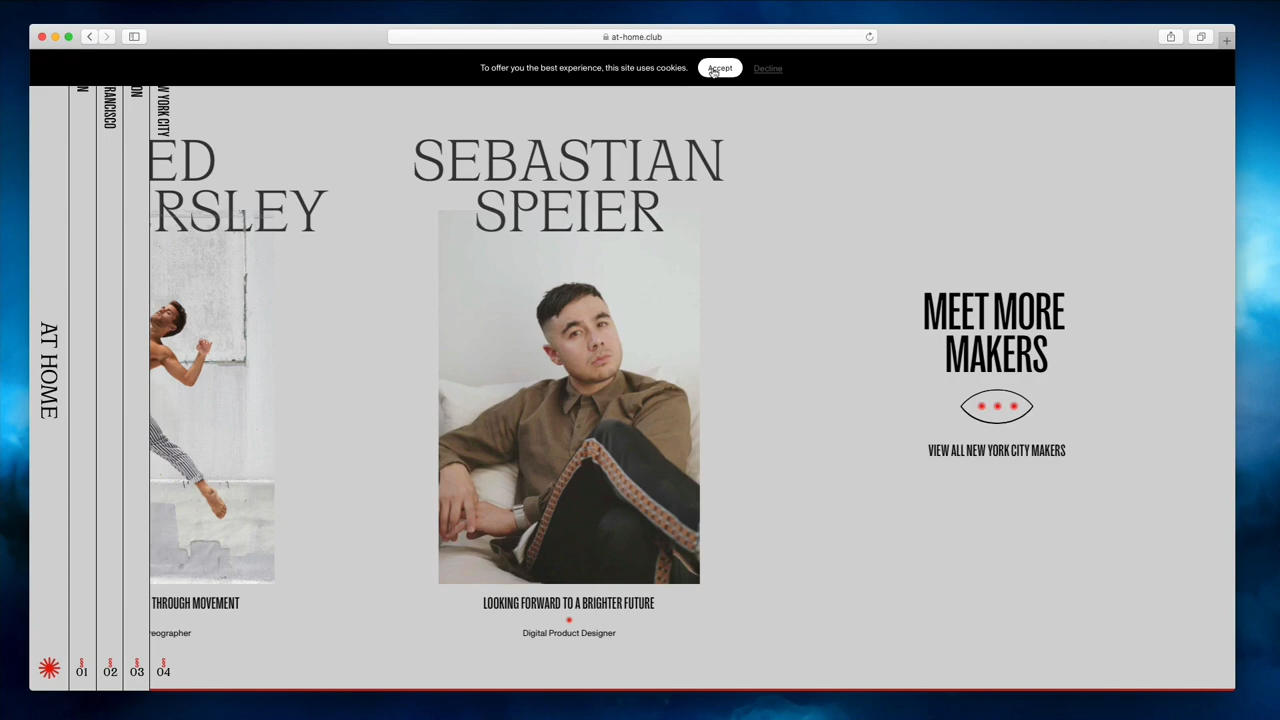 at-home.club
To offer you the best experience, this site uses cookies. Accept Decline
N
RANCISCO
ON
W YORK CITY
ED
RSLEY
SEBASTIAN
SPEIER
MEET MORE
MAKERS
VIEW ALL NEW YORK CITY MAKERS
AT HOME
THROUGH MOVEMENT
eographer
LOOKING FORWARD TO A BRIGHTER FUTURE
Digital Product Designer
§ § § §
01 02 03 04